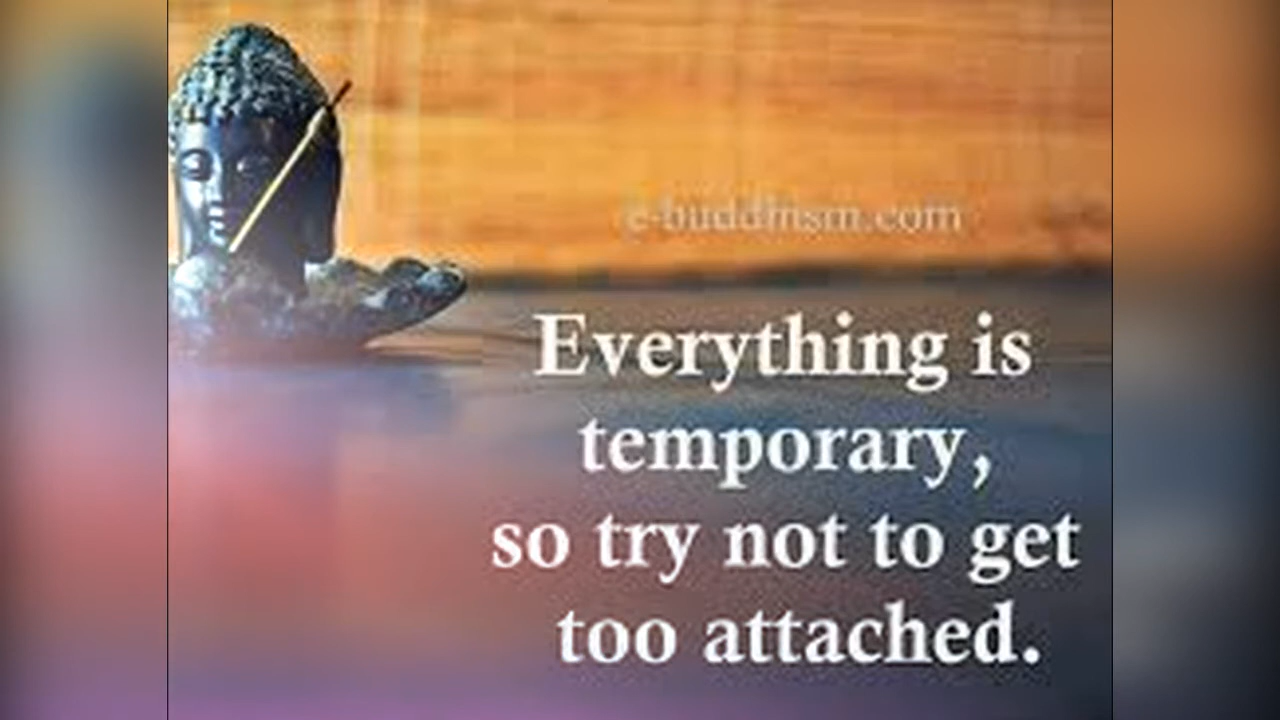 e-buddhism.com
Everything is
temporary,
so try not to get
too attached.